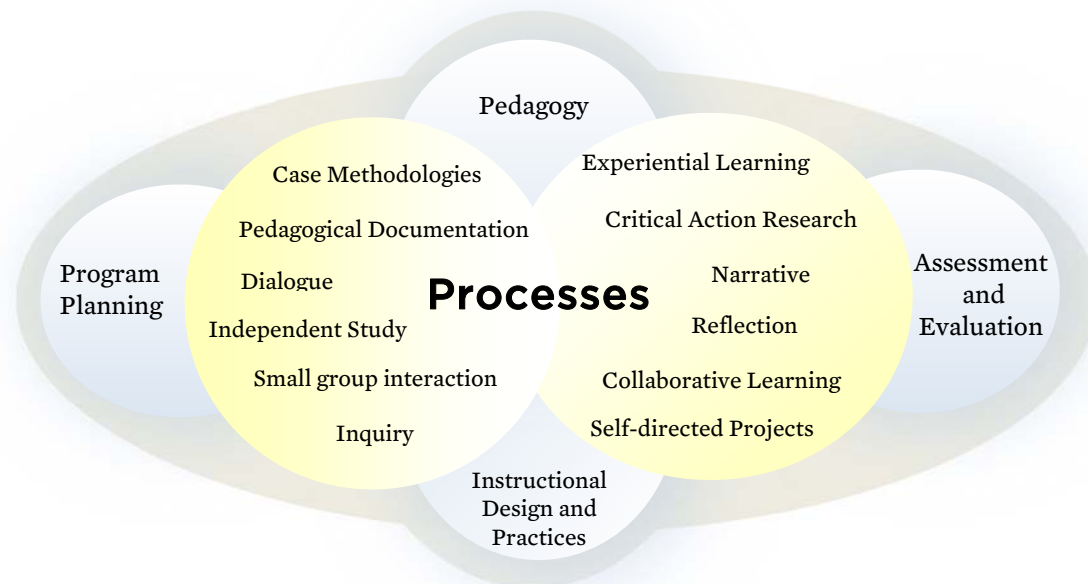 Pedagogy
Case Methodologies
Pedagogical Documentation
Dialogue
Independent Study
Small group interaction
Inquiry
Experiential Learning
Critical Action Research
Narrative
Reflection
Collaborative Learning
Self-directed Projects
Processes
Program
Planning
Assessment
and
Evaluation
Instructional
Design and
Practices